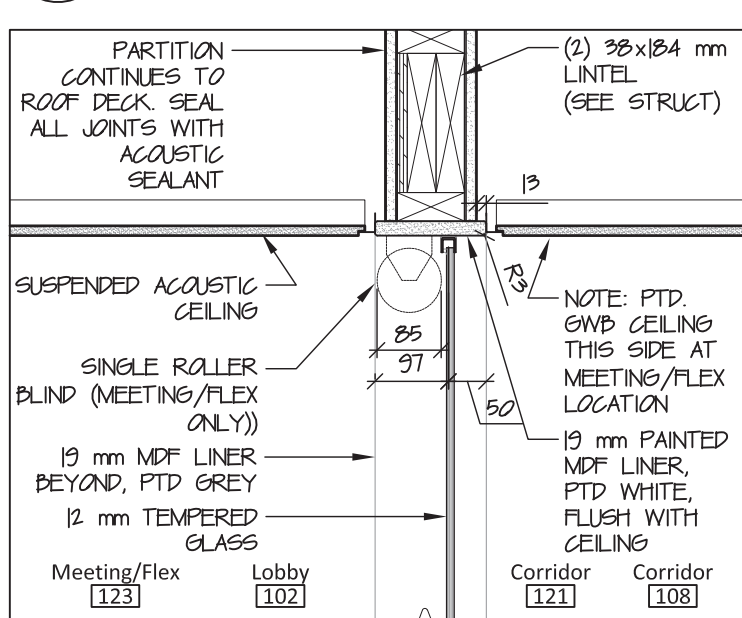 PARTITION
CONTINUES TO
ROOF DECK. SEAL
ALL JOINTS WITH
ACOUSTIC
SEALANT
(2) 38x184 mm
LINTEL
(SEE STRUCT)
13
SUSPENDED ACOUSTIC
CEILING
R3
NOTE: PTD.
GWB CEILING
THIS SIDE AT
MEETING/FLEX
LOCATION
85
97
50
SINGLE ROLLER
BLIND (MEETING/FLEX
ONLY))
19 mm MDF LINER
BEYOND, PTD GREY
12 mm TEMPERED
GLASS
19 mm PAINTED
MDF LINER,
PTD WHITE,
FLUSH WITH
CEILING
Meeting/Flex
123
Lobby
102
Corridor
121
Corridor
108